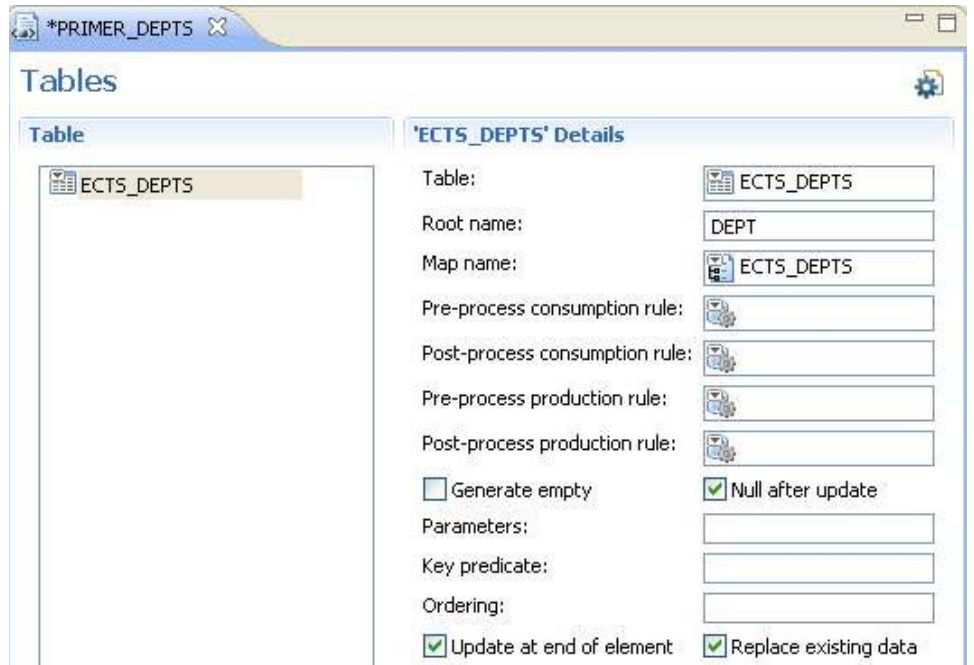 *PRIMER_DEPTS
Tables
Table
'ECTS_DEPTS' Details
ECTS_DEPTS
Table: ECTS_DEPTS
Root name: DEPT
Map name: ECTS_DEPTS
Pre-process consumption rule:
Post-process consumption rule:
Pre-process production rule:
Post-process production rule:
Generate empty Null after update
Parameters:
Key predicate:
Ordering:
Update at end of element Replace existing data